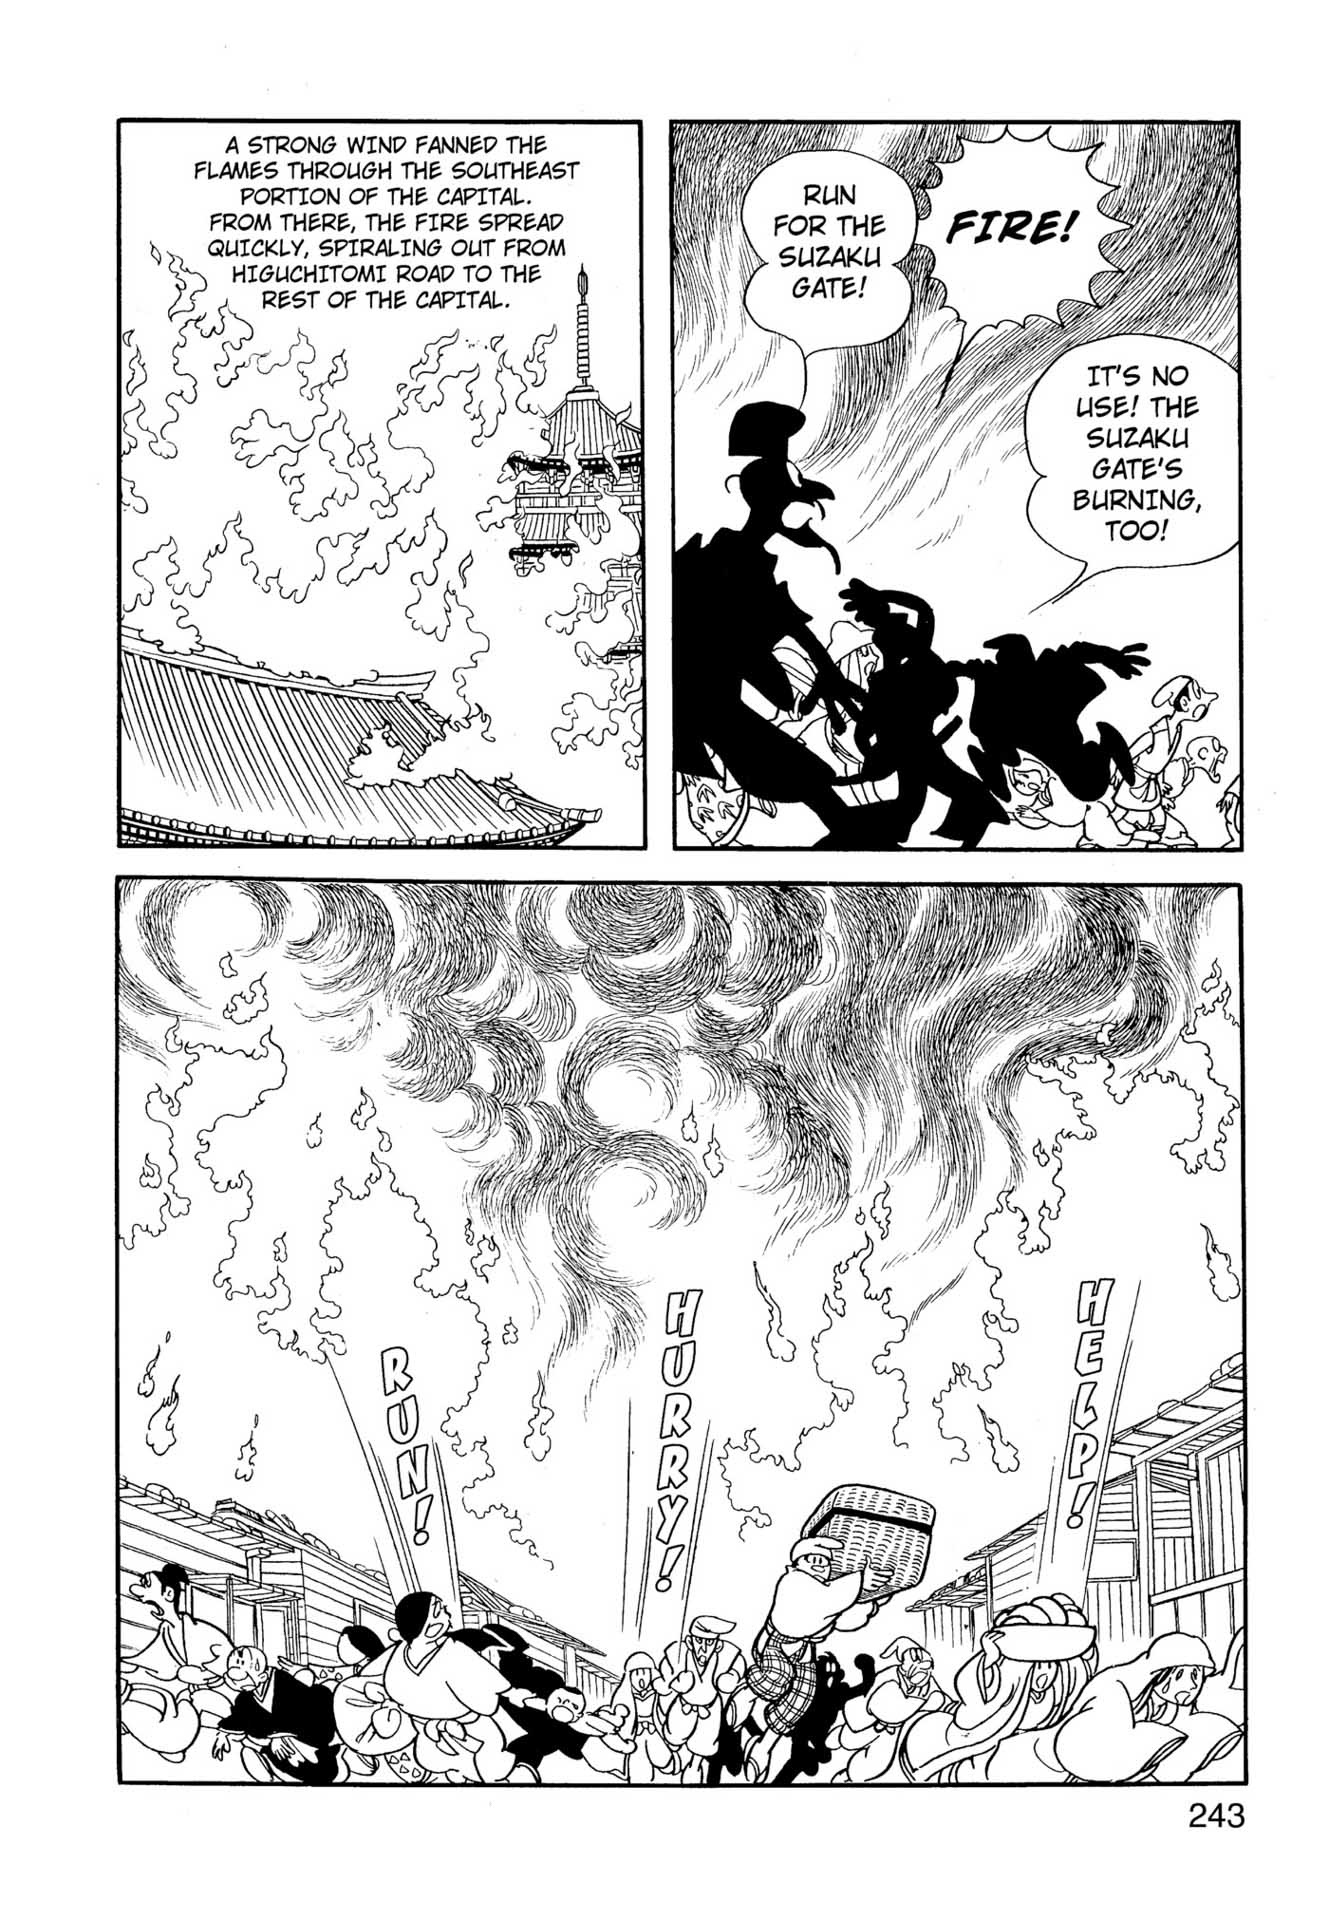 A STRONG WIND FANNED THE
FLAMES THROUGH THE SOUTHEAST
PORTION OF THE CAPITAL.
FROM THERE, THE FIRE SPREAD
QUICKLY, SPIRALING OUT FROM
HIGUCHITOMI ROAD TO THE
REST OF THE CAPITAL.
RUN
FOR THE
SUZAKU
GATE!
FIRE!
IT'S NO
USE! THE
SUZAKU
GATE'S
BURNING,
TOO!
RUN!
HURRY!
HELP!
243